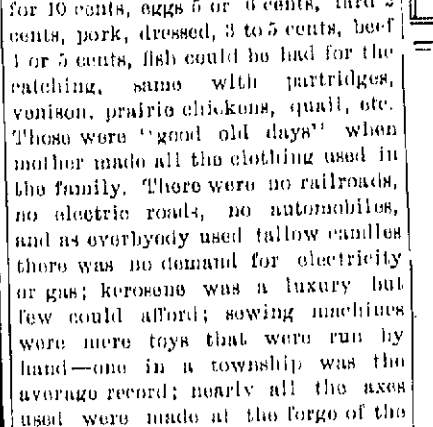 for 10 cents, eggs 5 or 6 cents, lard
cents, pork, dressed, 3 to 5 cents, beef
4 or 5 cents, fish could be had for the
catching, same with partridges,
venison, prairie chickens, quail, etc.
Those were "good old days" when
mother made all the clothing used in
the family. There were no railroads,
no electric roads, no automobiles,
and as everbyody used tallow candles
there was no demand for electricity
or gas; kerosene was a luxury but
few could afford; sewing machines
were mere toys that were run by
hand—one in a township was the
average record; nearly all the axes
used were made at the forge of the